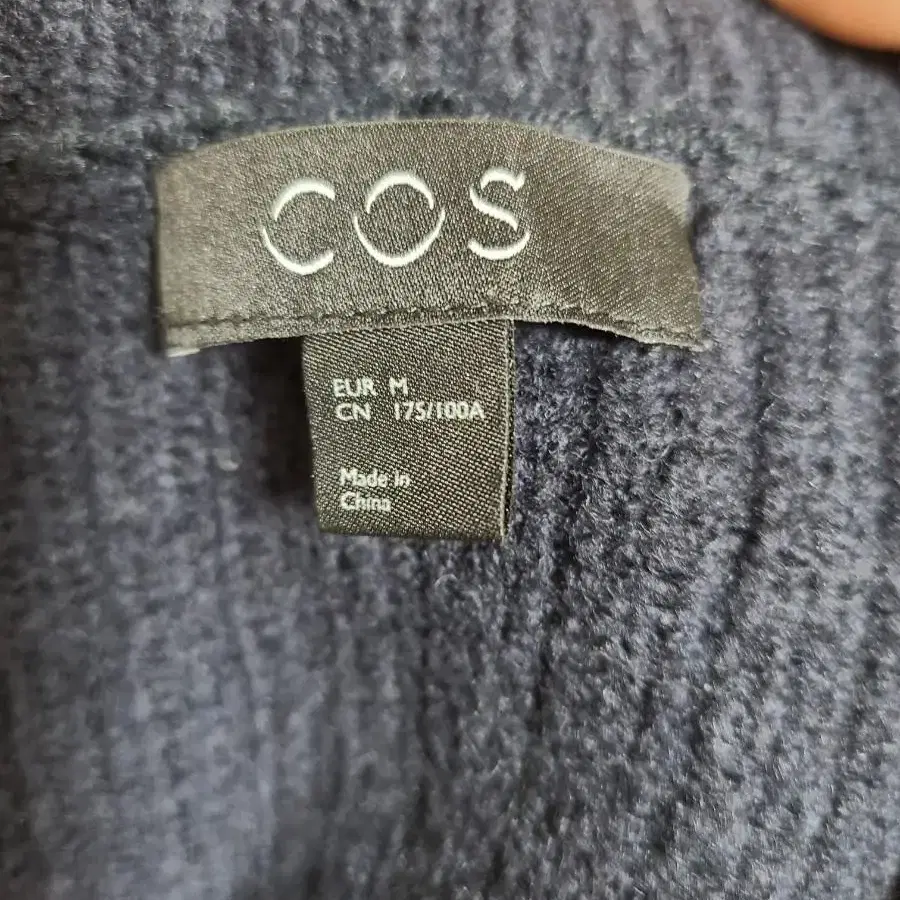 COS
EUR M
CN 175/100A
Made in
China